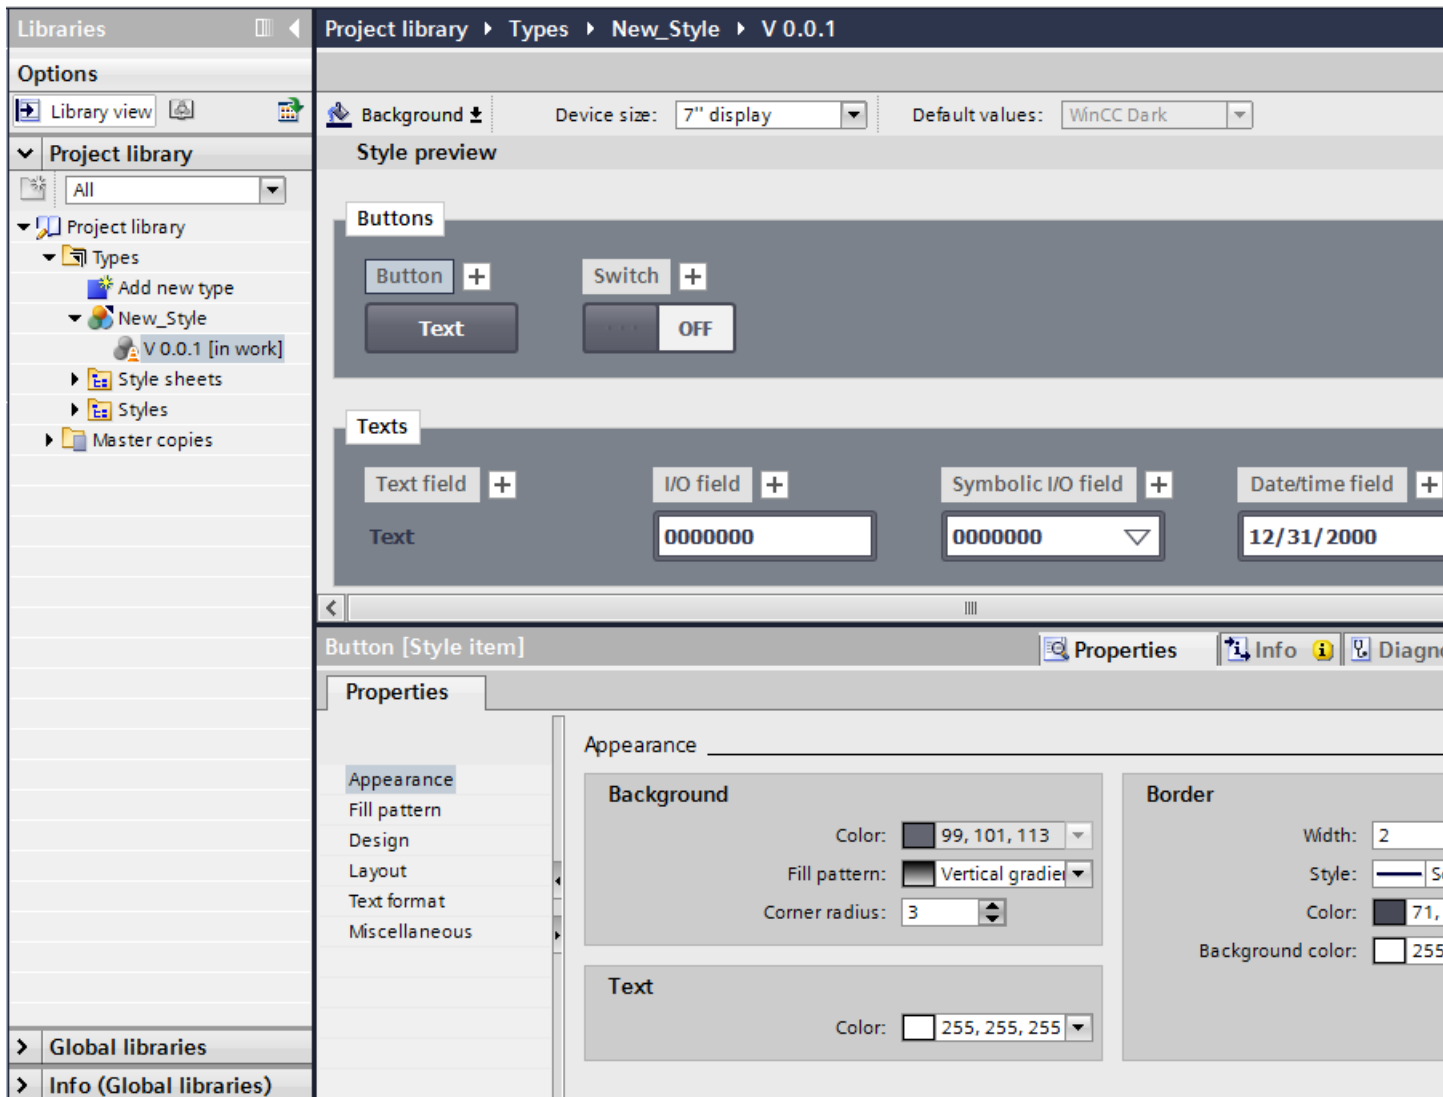 Libraries
Options
Library view
Project library
All
Project library
Types
Add new type
New_Style
V 0.0.1 [in work]
Style sheets
Styles
Master copies
Global libraries
Info (Global libraries)
Project library Types New_Style V 0.0.1
Background Device size: 7'' display Default values: WinCC Dark
Style preview
Buttons
Button Switch
Text OFF
Texts
Text field I/O field Symbolic I/O field Date/time field
Text 0000000 0000000 12/31/2000
Button [Style item] Properties Info Diagn
Properties
Appearance
Fill pattern
Design
Layout
Text format
Miscellaneous
Appearance
Background
Color: 99, 101, 113
Fill pattern: Vertical gradie
Corner radius: 3
Text
Color: 255, 255, 255
Border
Width: 2
Style: S
Color: 71,
Background color: 255